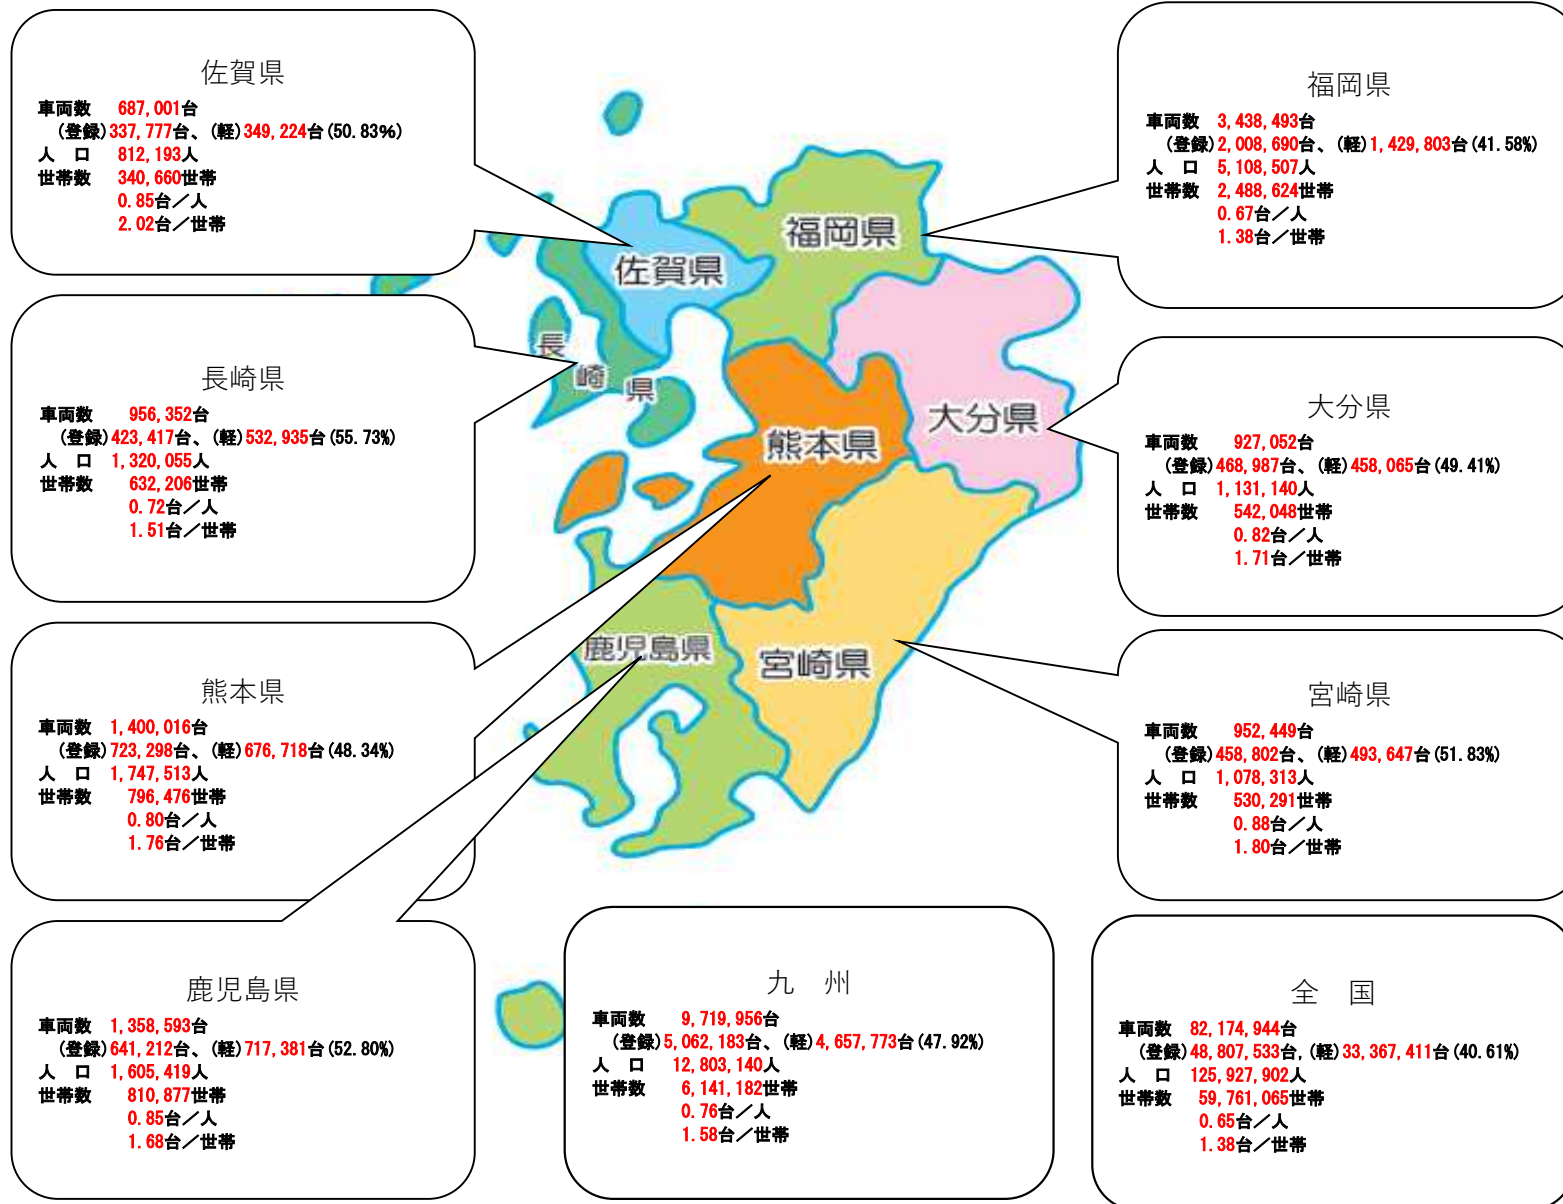 佐賀県
車両数 687,001台
(登録)337,777台、(軽)349,224台(50.83%)
人 口 812,193人
世帯数 340,660世帯
0.85台／人
2.02台／世帯
長崎県
車両数 956,352台
(登録)423,417台、(軽)532,935台(55.73%)
人 口 1,320,055人
世帯数 632,206世帯
0.72台／人
1.51台／世帯
熊本県
車両数 1,400,016台
(登録)723,298台、(軽)676,718台(48.34%)
人 口 1,747,513人
世帯数 796,476世帯
0.80台／人
1.76台／世帯
鹿児島県
車両数 1,358,593台
(登録)641,212台、(軽)717,381台(52.80%)
人 口 1,605,419人
世帯数 810,877世帯
0.85台／人
1.68台／世帯
福岡県
佐賀県
長崎県
大分県
熊本県
鹿児島県
宮崎県
福岡県
車両数 3,438,493台
(登録)2,008,690台、(軽)1,429,803台(41.58%)
人 口 5,108,507人
世帯数 2,488,624世帯
0.67台／人
1.38台／世帯
大分県
車両数 927,052台
(登録)468,987台、(軽)458,065台(49.41%)
人 口 1,131,140人
世帯数 542,048世帯
0.82台／人
1.71台／世帯
宮崎県
車両数 952,449台
(登録)458,802台、(軽)493,647台(51.83%)
人 口 1,078,313人
世帯数 530,291世帯
0.88台／人
1.80台／世帯
九 州
車両数 9,719,956台
(登録)5,062,183台、(軽)4,657,773台(47.92%)
人 口 12,803,140人
世帯数 6,141,182世帯
0.76台／人
1.58台／世帯
全 国
車両数 82,174,944台
(登録)48,807,533台,(軽)33,367,411台(40.61%)
人 口 125,927,902人
世帯数 59,761,065世帯
0.65台／人
1.38台／世帯